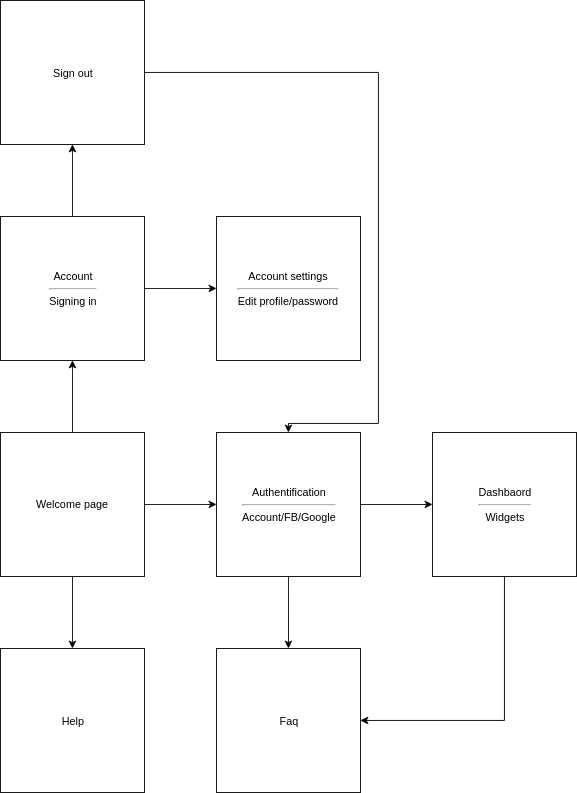 Sign out
Account
Signing in
Account settings
Edit profile/password
Welcome page
Authentification
Account/FB/Google
Dashbaord
Widgets
Help
Faq